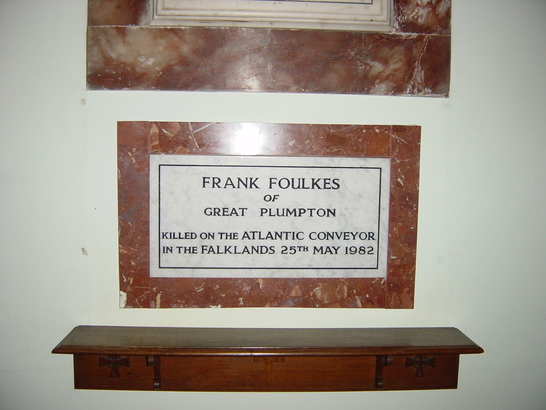 FRANK FOULKES
OF
GREAT PLUMPTON
KILLED ON THE ATLANTIC CONVEYOR
IN THE FALKLANDS 25TH MAY 1982